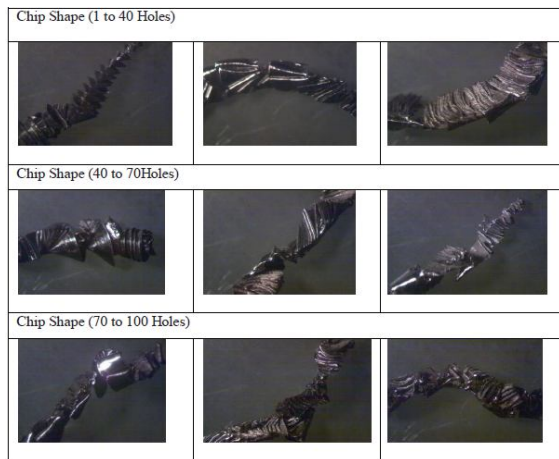 Chip Shape (1 to 40 Holes)
Chip Shape (40 to 70Holes)
Chip Shape (70 to 100 Holes)